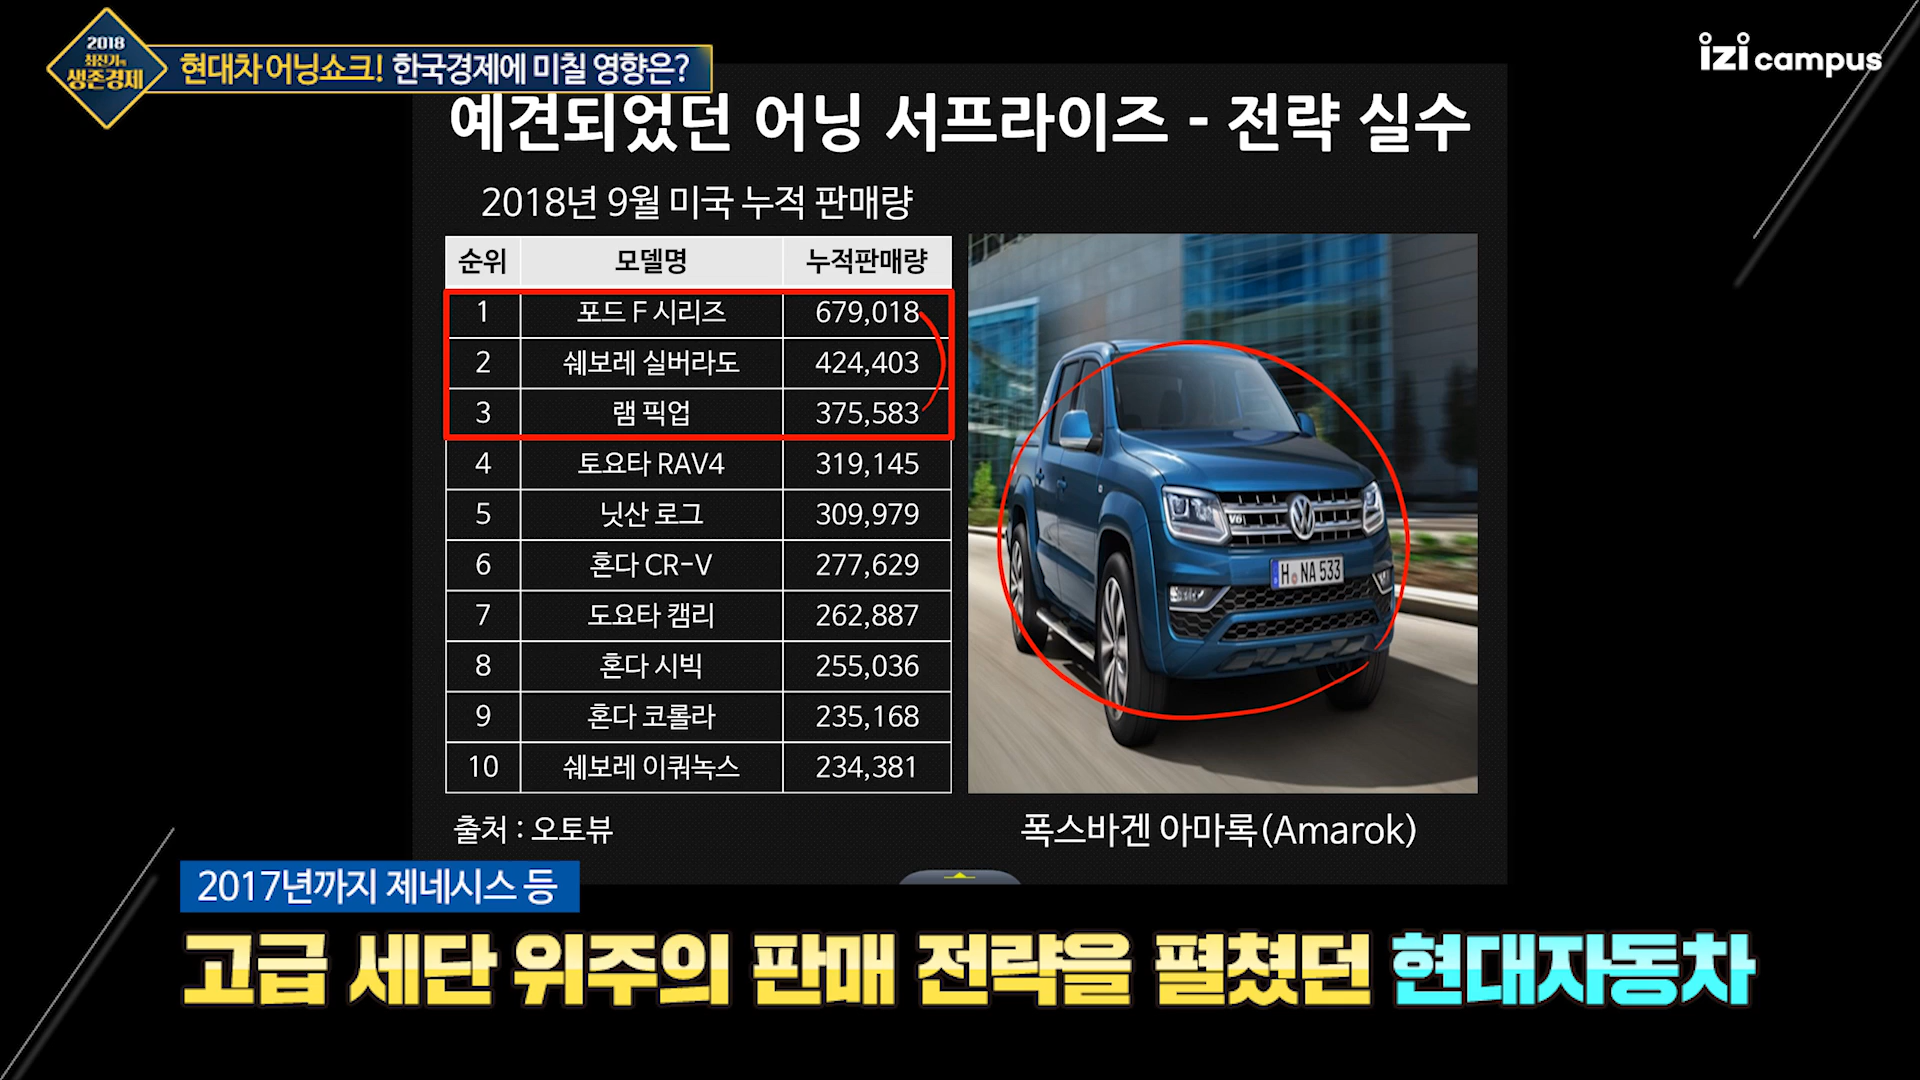 2018
최진기의
생존경제
현대차 어닝쇼크! 한국경제에 미칠 영향은?
izi campus
예견되었던 어닝 서프라이즈 - 전략 실수
2018년 9월 미국 누적 판매량
순위 모델명 누적판매량
1 포드 F 시리즈 679,018
2 쉐보레 실버라도 424,403
3 램 픽업 375,583
4 토요타 RAV4 319,145
5 닛산 로그 309,979
6 혼다 CR-V 277,629
7 도요타 캠리 262,887
8 혼다 시빅 255,036
9 혼다 코롤라 235,168
10 쉐보레 이쿼녹스 234,381
V6
H NA 533
출처 : 오토뷰
폭스바겐 아마록(Amarok)
2017년까지 제네시스 등
고급 세단 위주의 판매 전략을 펼쳤던 현대자동차